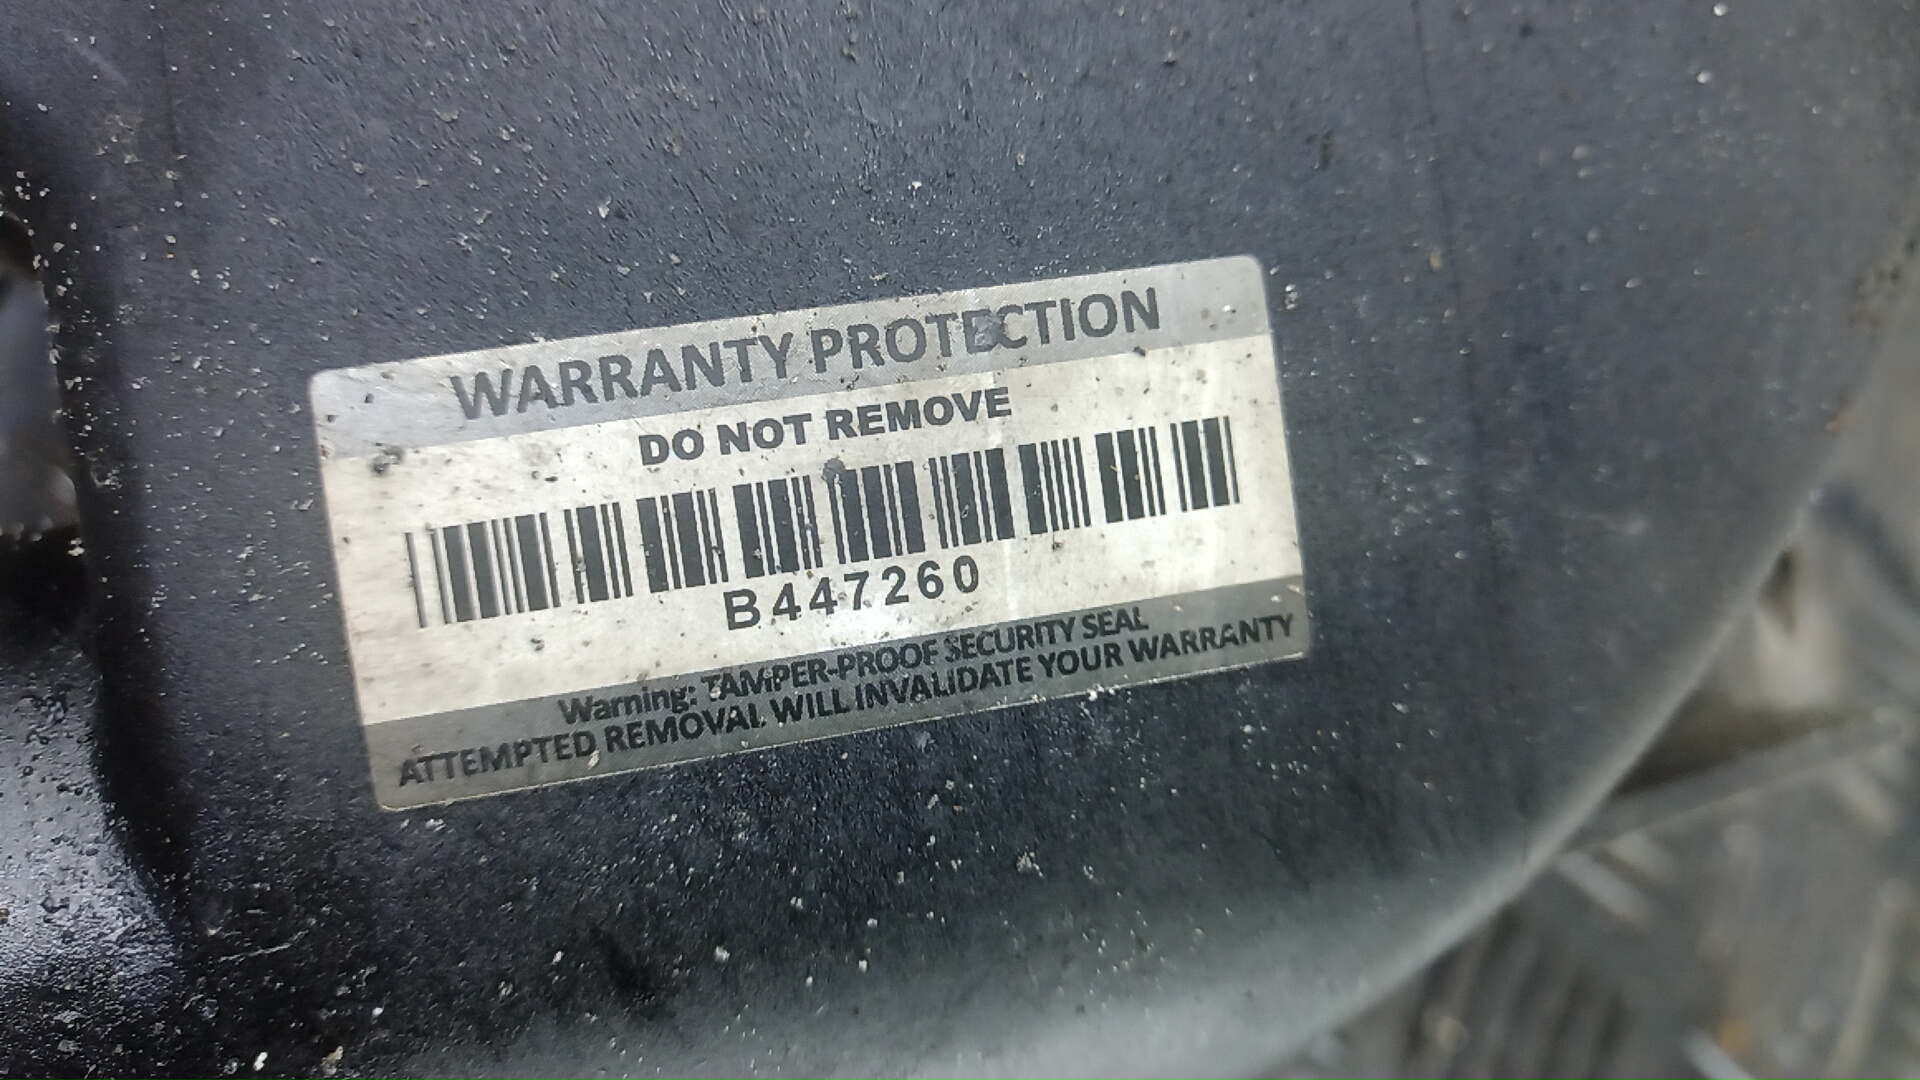 WARRANTY PROTECTION
DO NOT REMOVE
B447260
Warning: TAMPER-PROOF SECURITY SEAL
ATTEMPTED REMOVAL WILL INVALIDATE YOUR WARRANTY